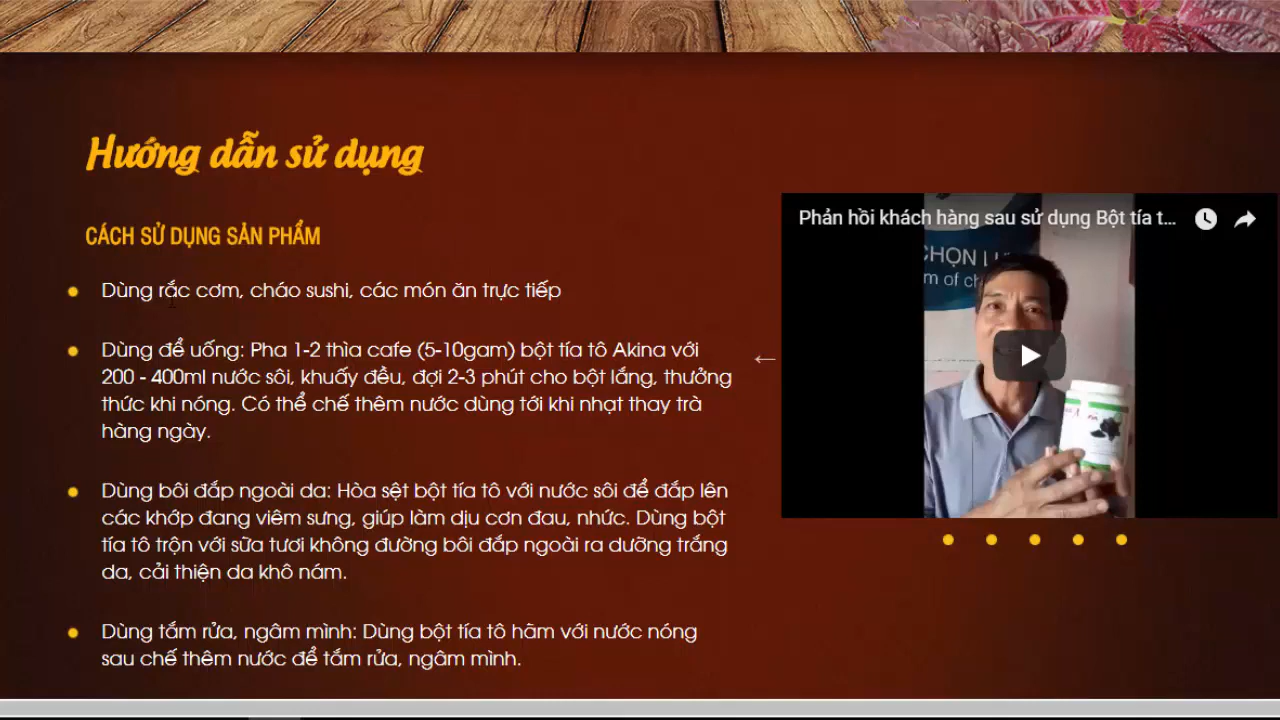 Hướng dẫn sử dụng
CÁCH SỬ DỤNG SẢN PHẨM
Dùng rắc cơm, cháo sushi, các món ăn trực tiếp
Dùng để uống: Pha 1-2 thìa cafe (5-10gam) bột tía tô Akina với
200 - 400ml nước sôi, khuấy đều, đợi 2-3 phút cho bột lắng, thưởng
thức khi nóng. Có thể chế thêm nước dùng tới khi nhạt thay trà
hàng ngày.
Dùng bôi đắp ngoài da: Hòa sệt bột tía tô với nước sôi để đắp lên
các khớp đang viêm sưng, giúp làm dịu cơn đau, nhức. Dùng bột
tía tô trộn với sữa tươi không đường bôi đắp ngoài ra dưỡng trắng
da, cải thiện da khô nám.
Dùng tắm rửa, ngâm mình: Dùng bột tía tô hãm với nước nóng
sau chế thêm nước để tắm rửa, ngâm mình.
←
Phản hồi khách hàng sau sử dụng Bột tía t...
CHỌN L
m of ch